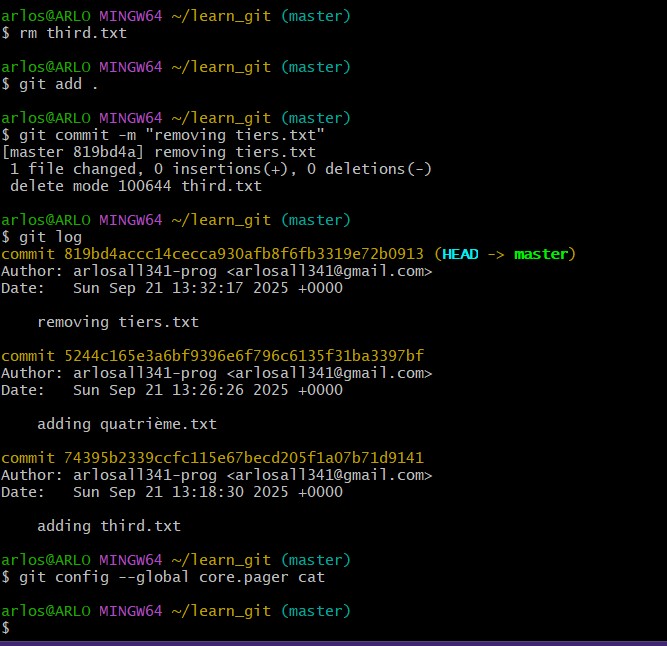 arlos@ARLO MINGW64 ~/learn_git (master)
$ rm third.txt
arlos@ARLO MINGW64 ~/learn_git (master)
$ git add .
arlos@ARLO MINGW64 ~/learn_git (master)
$ git commit -m "removing tiers.txt"
[master 819bd4a] removing tiers.txt
 1 file changed, 0 insertions(+), 0 deletions(-)
 delete mode 100644 third.txt
arlos@ARLO MINGW64 ~/learn_git (master)
$ git log
commit 819bd4accc14cecca930afb8f6fb3319e72b0913 (HEAD -> master)
Author: arlosall341-prog <arlosall341@gmail.com>
Date:   Sun Sep 21 13:32:17 2025 +0000
    removing tiers.txt
commit 5244c165e3a6bf9396e6f796c6135f31ba3397bf
Author: arlosall341-prog <arlosall341@gmail.com>
Date:   Sun Sep 21 13:26:26 2025 +0000
    adding quatrième.txt
commit 74395b2339ccfc115e67becd205f1a07b71d9141
Author: arlosall341-prog <arlosall341@gmail.com>
Date:   Sun Sep 21 13:18:30 2025 +0000
    adding third.txt
arlos@ARLO MINGW64 ~/learn_git (master)
$ git config --global core.pager cat
arlos@ARLO MINGW64 ~/learn_git (master)
$